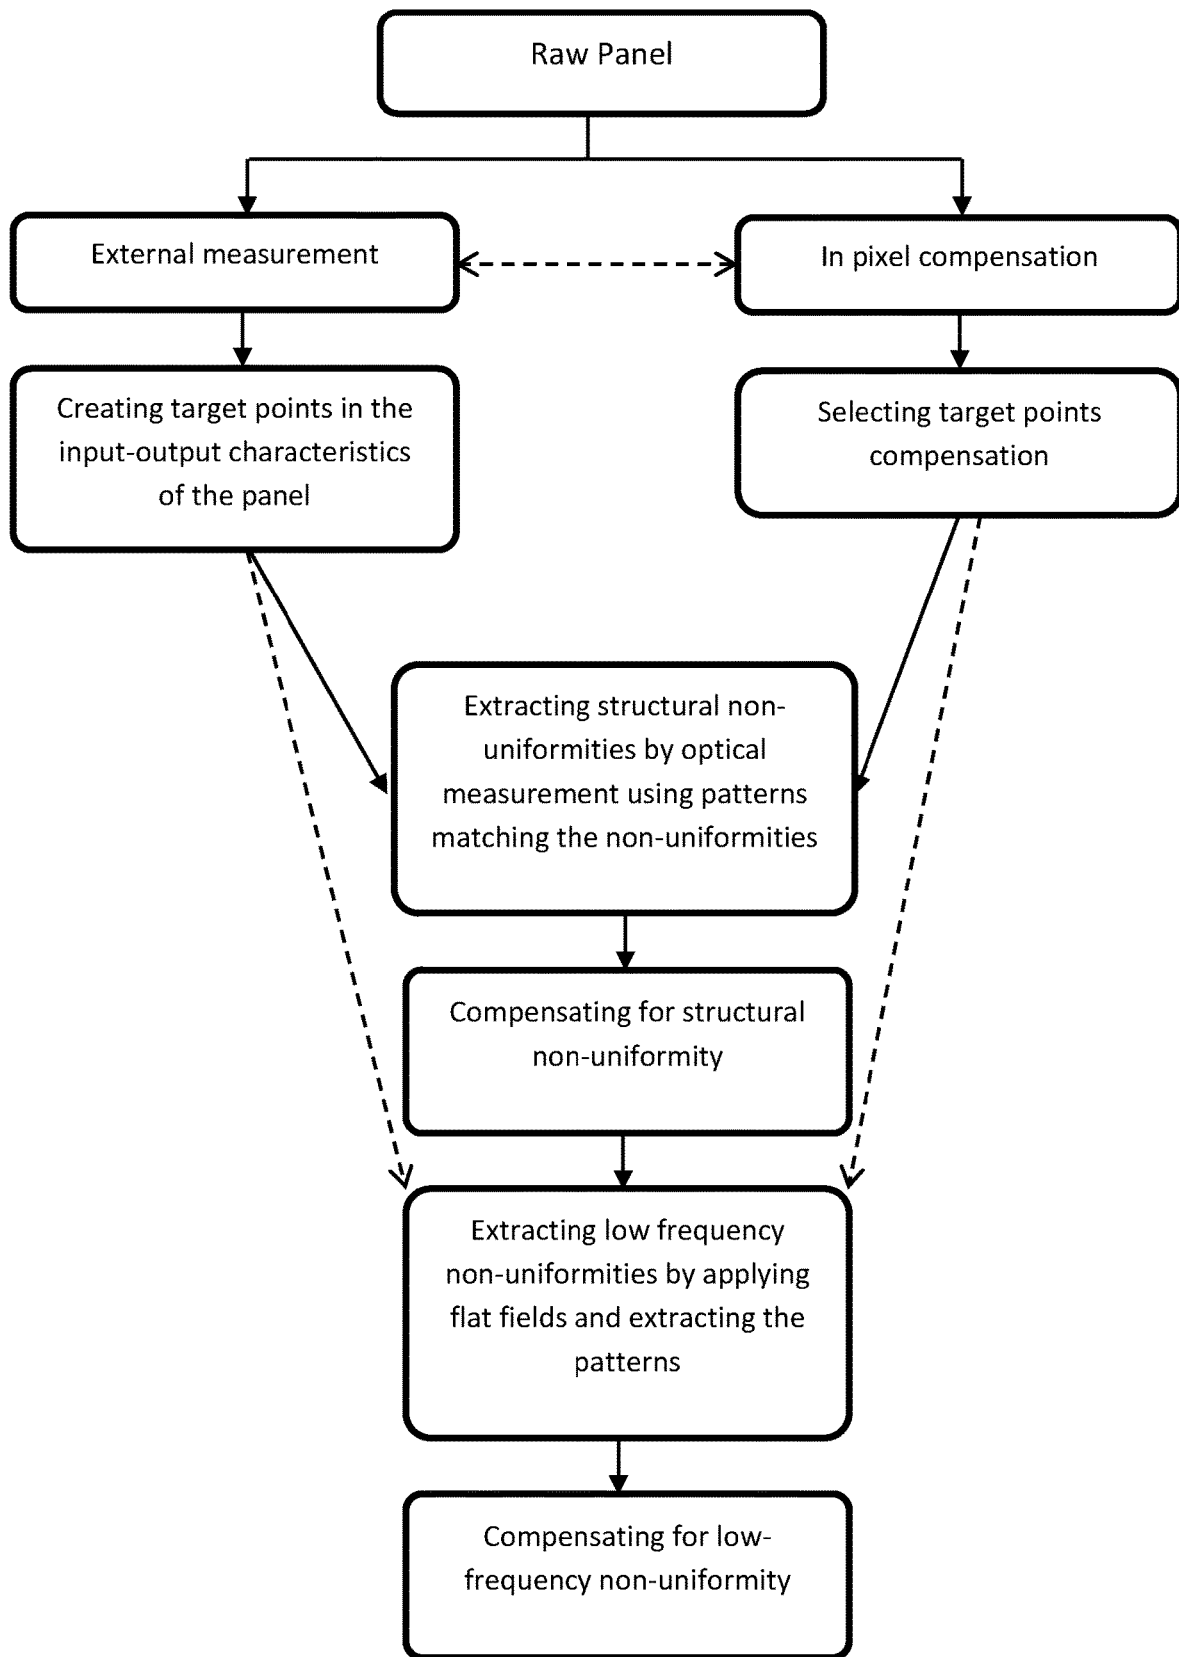 Raw Panel
External measurement
In pixel compensation
Creating target points in the
input-output characteristics
of the panel
Selecting target points
compensation
Extracting structural non-
uniformities by optical
measurement using patterns
matching the non-uniformities
Compensating for structural
non-uniformity
Extracting low frequency
non-uniformities by applying
flat fields and extracting the
patterns
Compensating for low-
frequency non-uniformity